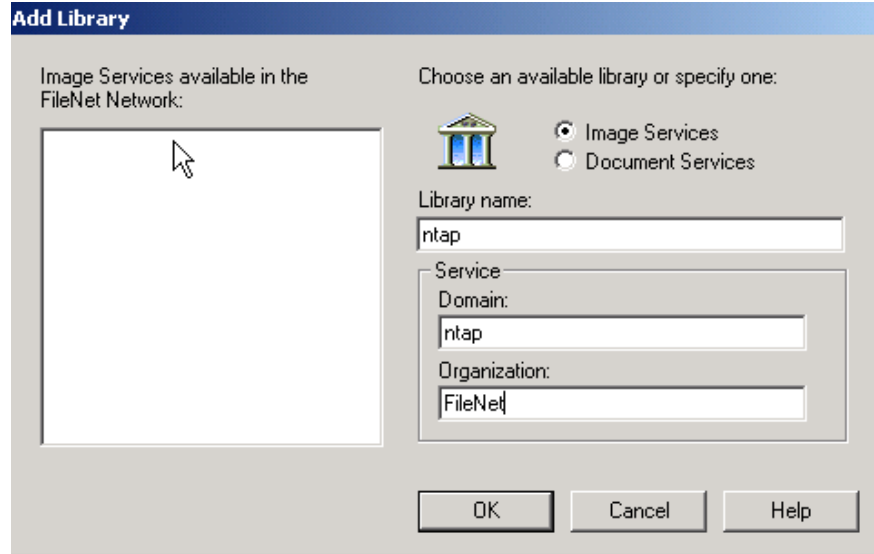 Add Library
Image Services available in the
FileNet Network:
Choose an available library or specify one:
Image Services
Document Services
Library name:
ntap
Service
Domain:
ntap
Organization:
FileNet
OK
Cancel
Help